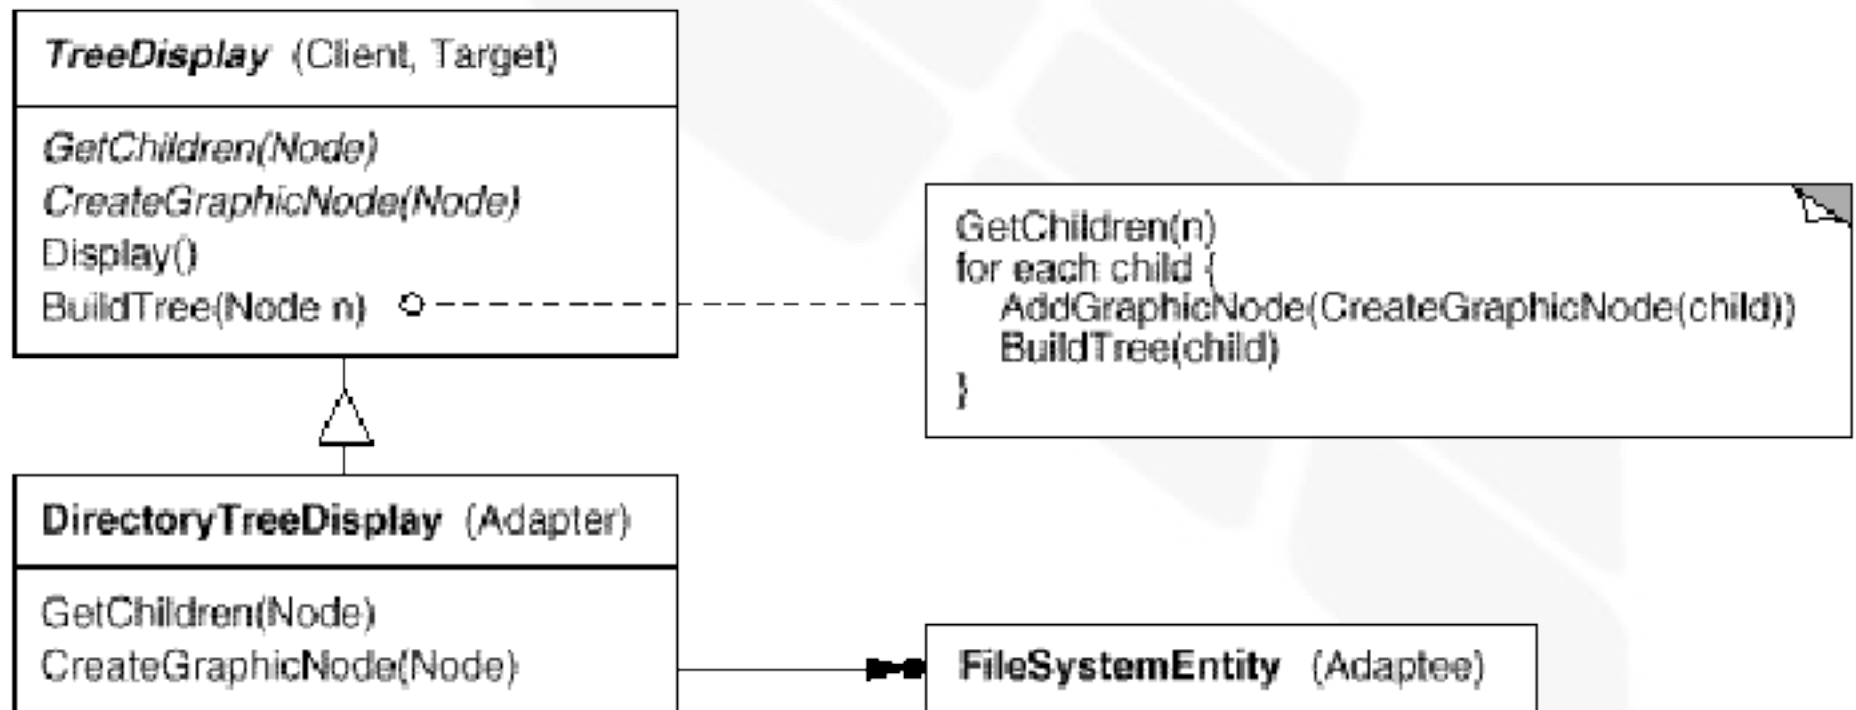 TreeDisplay (Client, Target)
GetChildren(Node)
CreateGraphicNode(Node)
Display()
BuildTree(Node n)
GetChildren(n)
for each child {
AddGraphicNode(CreateGraphicNode(child))
BuildTree(child)
}
DirectoryTreeDisplay (Adapter)
GetChildren(Node)
CreateGraphicNode(Node)
FileSystemEntity (Adaptee)